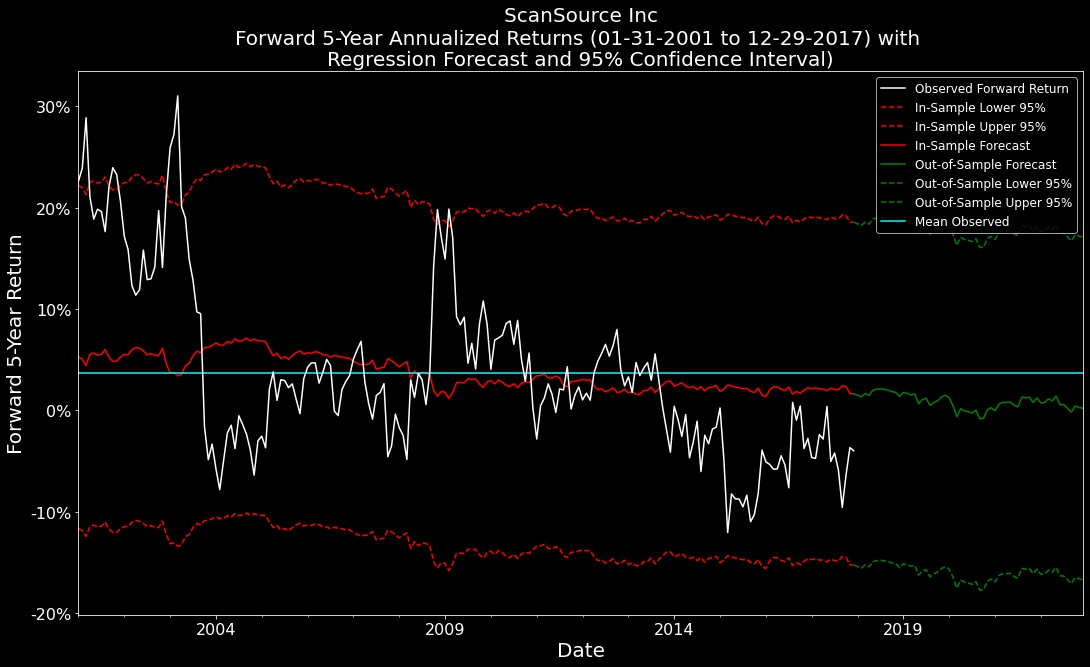 ScanSource Inc
Forward 5-Year Annualized Returns (01-31-2001 to 12-29-2017) with
Regression Forecast and 95% Confidence Interval)
Observed Forward Return
In-Sample Lower 95%
In-Sample Upper 95%
In-Sample Forecast
Out-of-Sample Forecast
Out-of-Sample Lower 95%
Out-of-Sample Upper 95%
Mean Observed
Forward 5-Year Return
30%
20%
10%
0%
-10%
-20%
2004
2009
2014
2019
Date